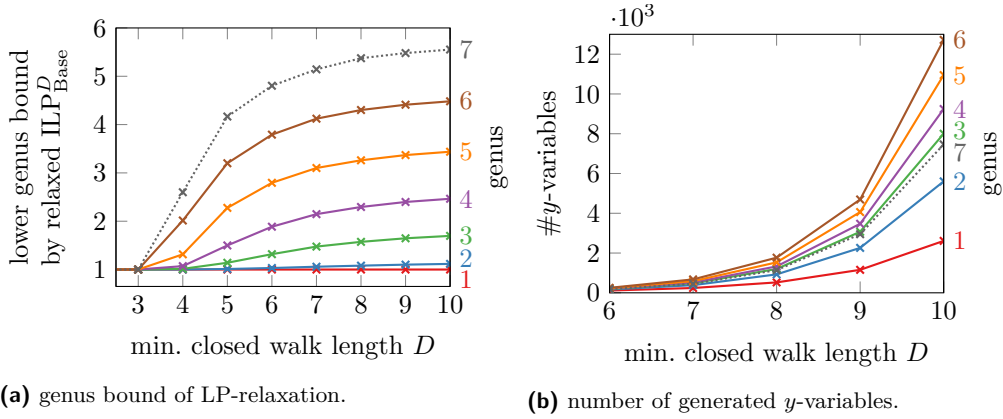 lower genus bound
by relaxed ILP^D_Base
6
5
4
3
2
1
3 4 5 6 7 8 9 10
min. closed walk length D
7
6
5
4
3
2
1
genus
(a) genus bound of LP-relaxation.
·10³
#y-variables
12
10
8
6
4
2
0
6 7 8 9 10
min. closed walk length D
6
5
4
3
7
2
1
genus
(b) number of generated y-variables.